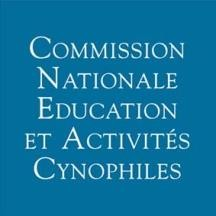 Commission
Nationale
Education
et Activités
Cynophiles